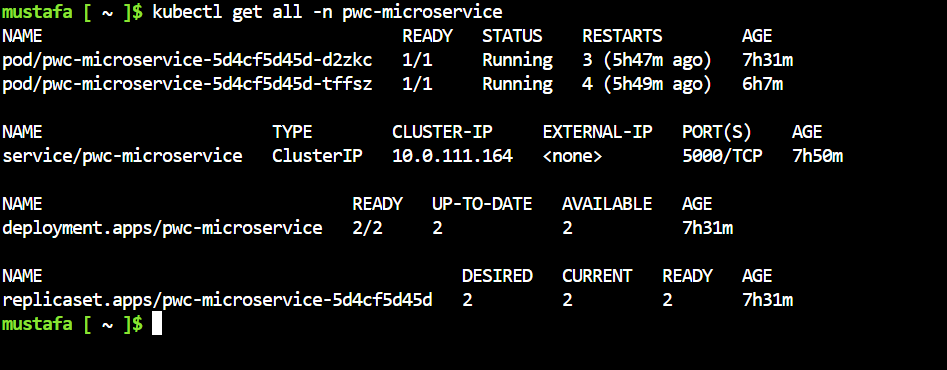 mustafa [ ~ ]$ kubectl get all -n pwc-microservice
NAME                                    READY   STATUS    RESTARTS        AGE
pod/pwc-microservice-5d4cf5d45d-d2zkc   1/1     Running   3 (5h47m ago)   7h31m
pod/pwc-microservice-5d4cf5d45d-tffsz   1/1     Running   4 (5h49m ago)   6h7m

NAME                       TYPE        CLUSTER-IP     EXTERNAL-IP   PORT(S)    AGE
service/pwc-microservice   ClusterIP   10.0.111.164   <none>        5000/TCP   7h50m

NAME                               READY   UP-TO-DATE   AVAILABLE   AGE
deployment.apps/pwc-microservice   2/2     2            2           7h31m

NAME                                          DESIRED   CURRENT   READY   AGE
replicaset.apps/pwc-microservice-5d4cf5d45d   2         2         2       7h31m
mustafa [ ~ ]$